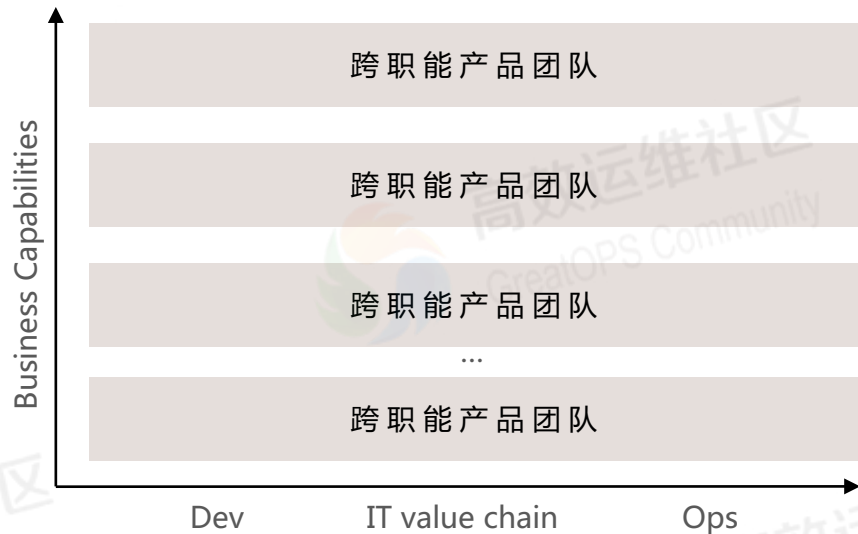 跨职能产品团队
跨职能产品团队
高效运维社区
GreatOPS Community
跨职能产品团队
...
跨职能产品团队
Business Capabilities
区
Dev IT value chain Ops